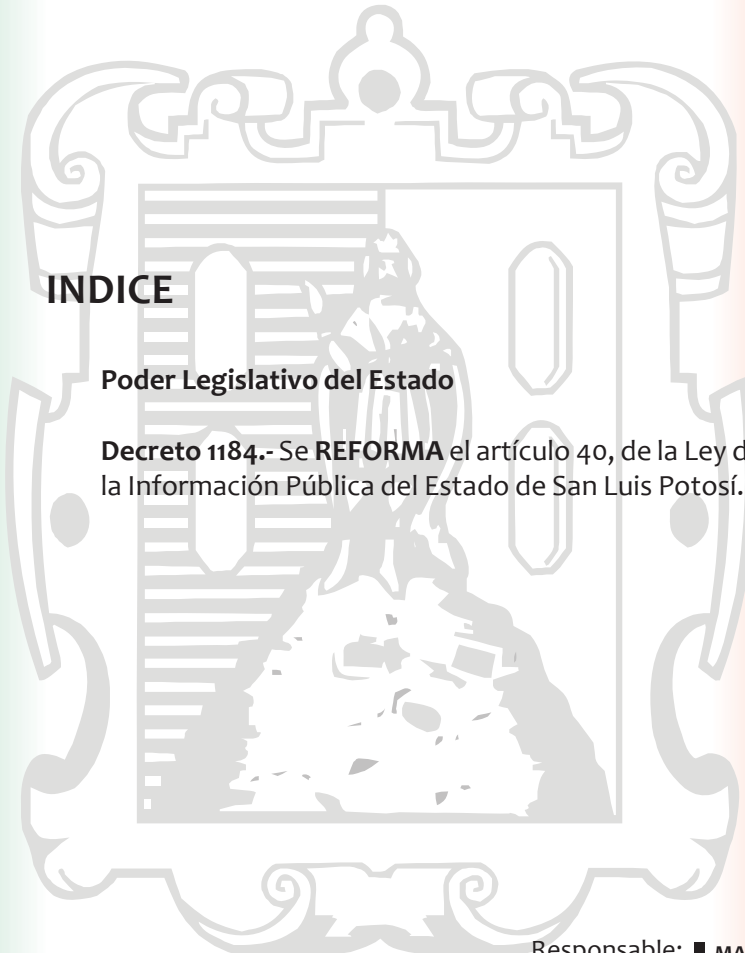 INDICE
Poder Legislativo del Estado
Decreto 1184.- Se REFORMA el artículo 40, de la Ley
la Información Pública del Estado de San Luis Potosí.
Responsable: